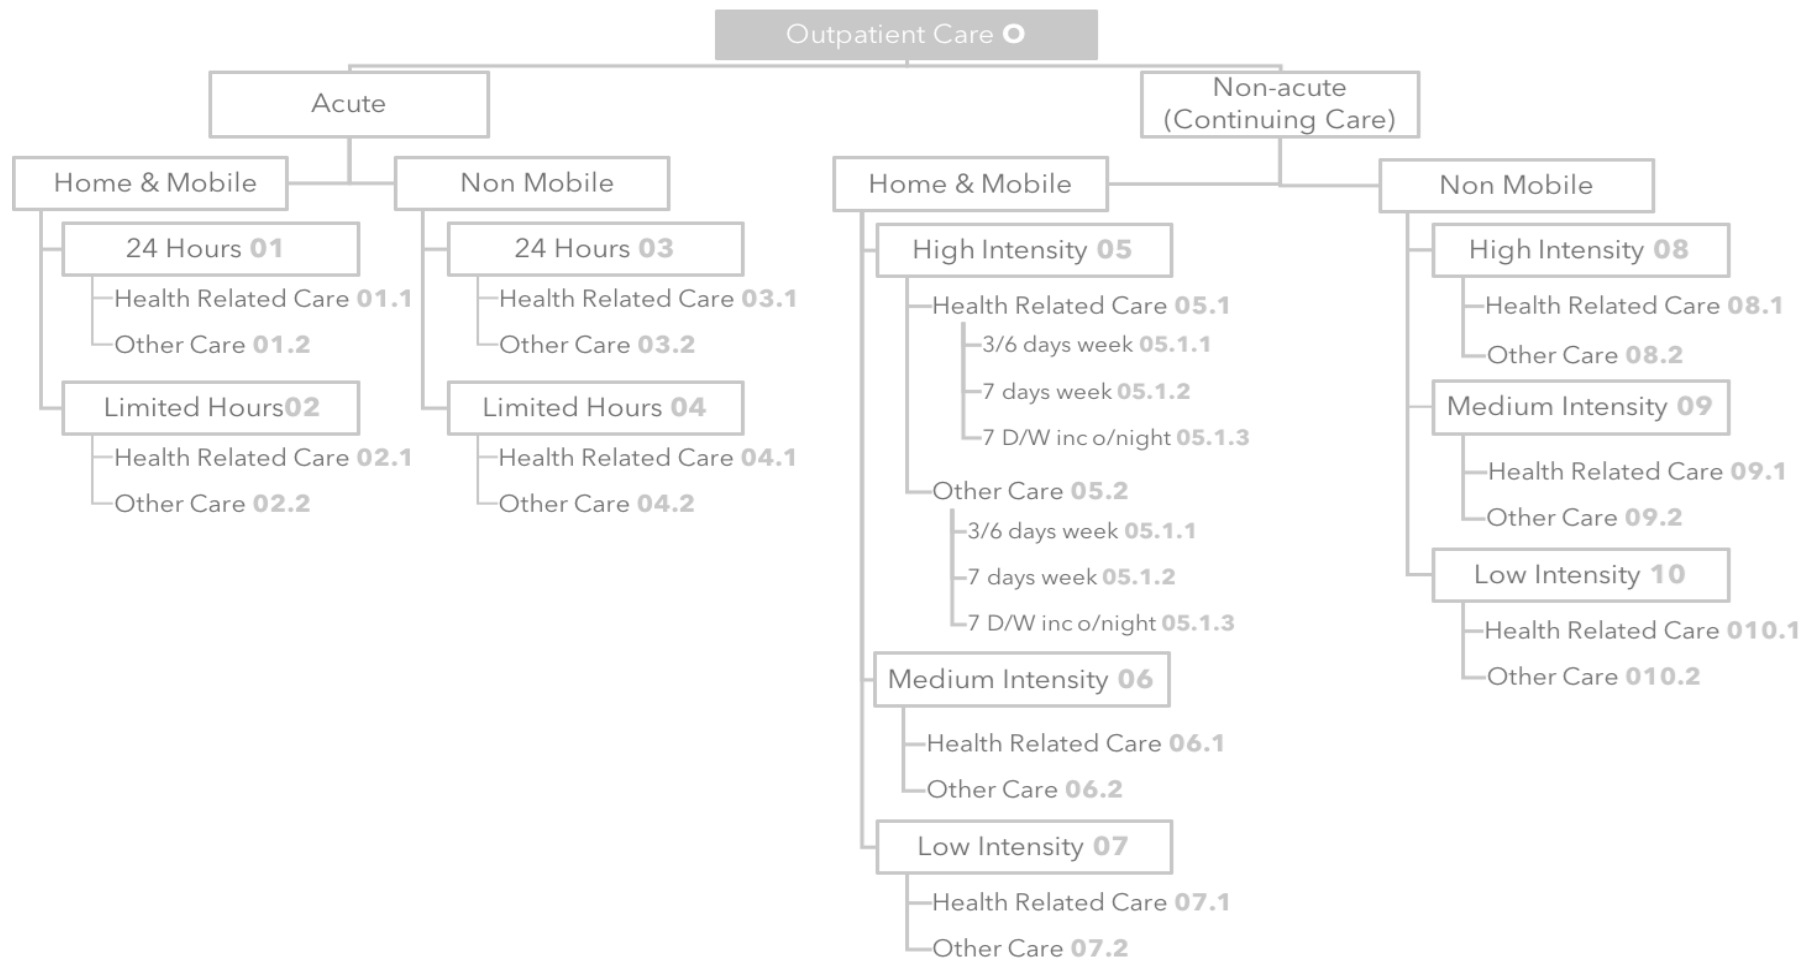 Outpatient Care O
Acute
Home & Mobile
24 Hours 01
Health Related Care 01.1
Other Care 01.2
Limited Hours02
Health Related Care 02.1
Other Care 02.2
Non Mobile
24 Hours 03
Health Related Care 03.1
Other Care 03.2
Limited Hours 04
Health Related Care 04.1
Other Care 04.2
Non-acute
(Continuing Care)
Home & Mobile
High Intensity 05
Health Related Care 05.1
3/6 days week 05.1.1
7 days week 05.1.2
7 D/W inc o/night 05.1.3
Other Care 05.2
3/6 days week 05.1.1
7 days week 05.1.2
7 D/W inc o/night 05.1.3
Medium Intensity 06
Health Related Care 06.1
Other Care 06.2
Low Intensity 07
Health Related Care 07.1
Other Care 07.2
Non Mobile
High Intensity 08
Health Related Care 08.1
Other Care 08.2
Medium Intensity 09
Health Related Care 09.1
Other Care 09.2
Low Intensity 10
Health Related Care 010.1
Other Care 010.2